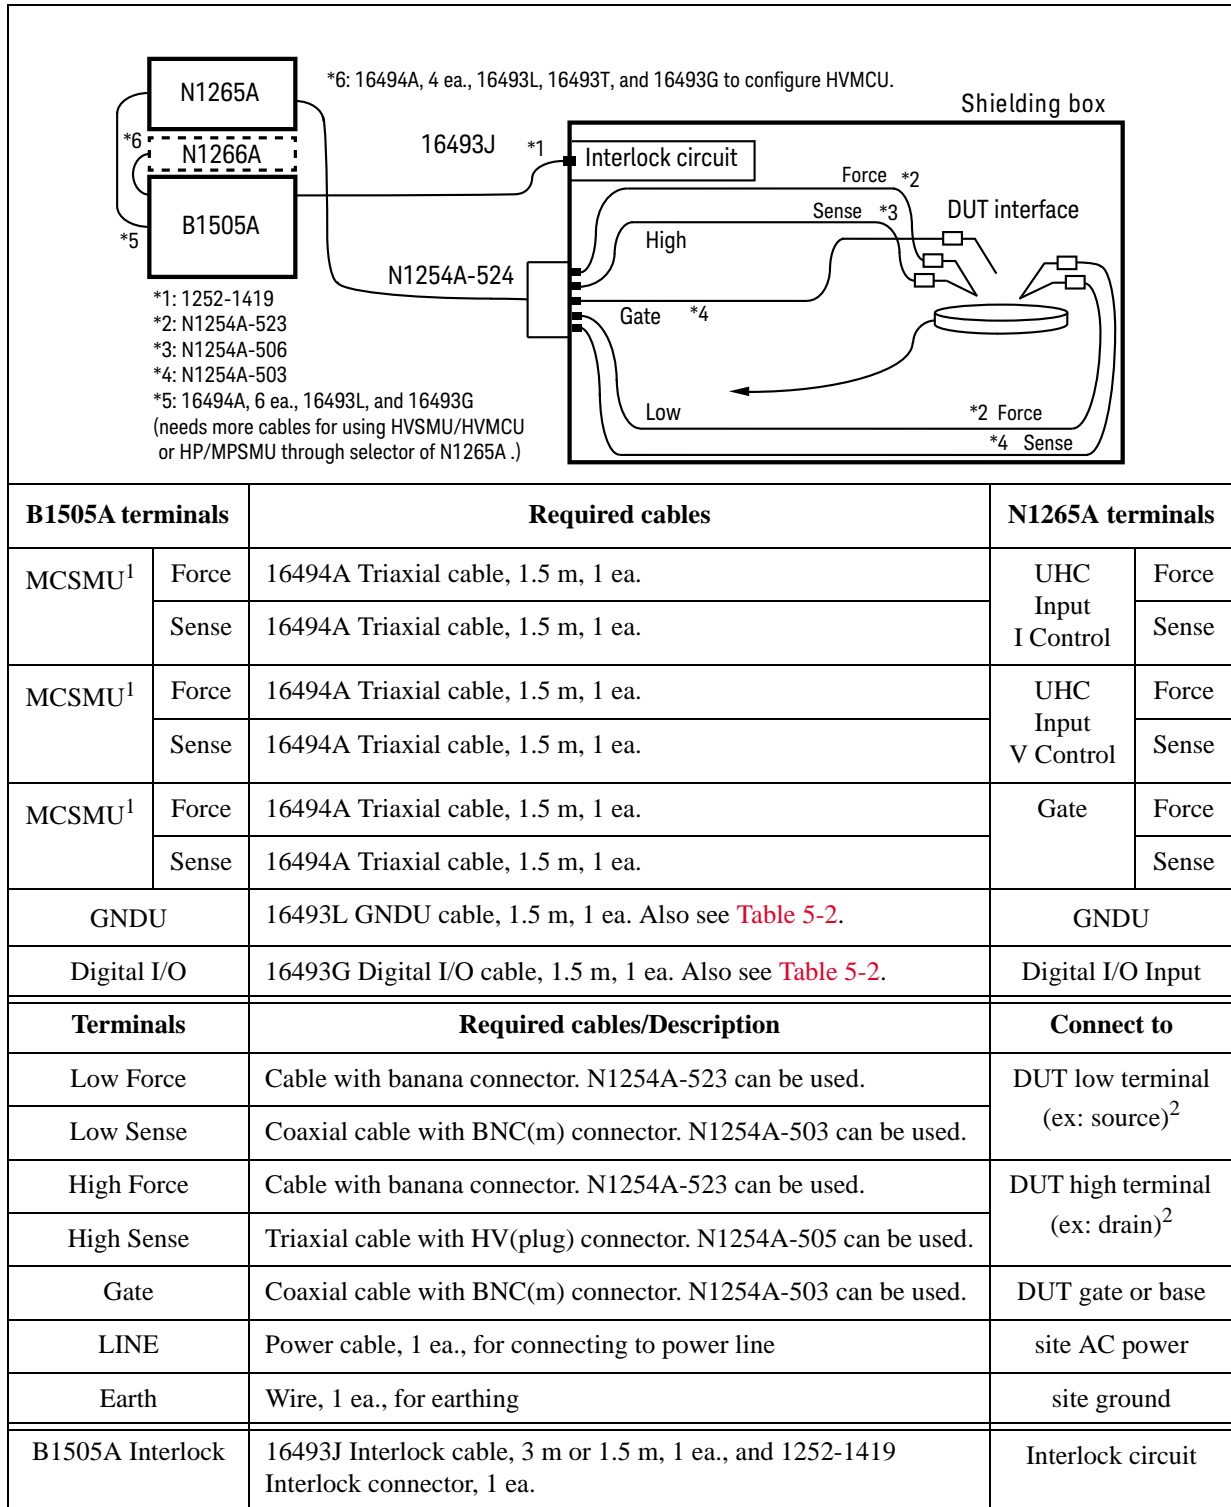 *6: 16494A, 4 ea., 16493L, 16493T, and 16493G to configure HVMCU.
N1265A
Shielding box
*6
N1266A
16493J
*1
Interlock circuit
Force *2
B1505A
*5
Sense *3
DUT interface
High
N1254A-524
Gate *4
*1: 1252-1419
*2: N1254A-523
*3: N1254A-506
*4: N1254A-503
*5: 16494A, 6 ea., 16493L, and 16493G
(needs more cables for using HVSMU/HVMCU
or HP/MPSMU through selector of N1265A .)
Low
*2 Force
*4 Sense
B1505A terminals Required cables N1265A terminals
MCSMU1 Force 16494A Triaxial cable, 1.5 m, 1 ea. UHC Input I Control Force
Sense 16494A Triaxial cable, 1.5 m, 1 ea. Sense
MCSMU1 Force 16494A Triaxial cable, 1.5 m, 1 ea. UHC Input V Control Force
Sense 16494A Triaxial cable, 1.5 m, 1 ea. Sense
MCSMU1 Force 16494A Triaxial cable, 1.5 m, 1 ea. Gate Force
Sense 16494A Triaxial cable, 1.5 m, 1 ea. Sense
GNDU 16493L GNDU cable, 1.5 m, 1 ea. Also see Table 5-2. GNDU
Digital I/O 16493G Digital I/O cable, 1.5 m, 1 ea. Also see Table 5-2. Digital I/O Input
Terminals Required cables/Description Connect to
Low Force Cable with banana connector. N1254A-523 can be used. DUT low terminal
(ex: source)2
Low Sense Coaxial cable with BNC(m) connector. N1254A-503 can be used.
High Force Cable with banana connector. N1254A-523 can be used. DUT high terminal
(ex: drain)2
High Sense Triaxial cable with HV(plug) connector. N1254A-505 can be used.
Gate Coaxial cable with BNC(m) connector. N1254A-503 can be used. DUT gate or base
LINE Power cable, 1 ea., for connecting to power line site AC power
Earth Wire, 1 ea., for earthing site ground
B1505A Interlock 16493J Interlock cable, 3 m or 1.5 m, 1 ea., and 1252-1419 Interlock circuit
Interlock connector, 1 ea.